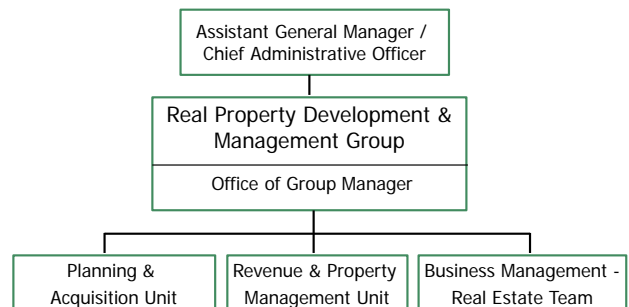 Assistant General Manager /
Chief Administrative Officer
Real Property Development &
Management Group
Office of Group Manager
Planning &
Acquisition Unit
Revenue & Property
Management Unit
Business Management -
Real Estate Team